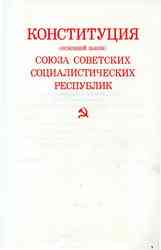 КОНСТИТУЦИЯ
(ОСНОВНОЙ ЗАКОН)
СОЮЗА СОВЕТСКИХ
СОЦИАЛИСТИЧЕСКИХ
РЕСПУБЛИК